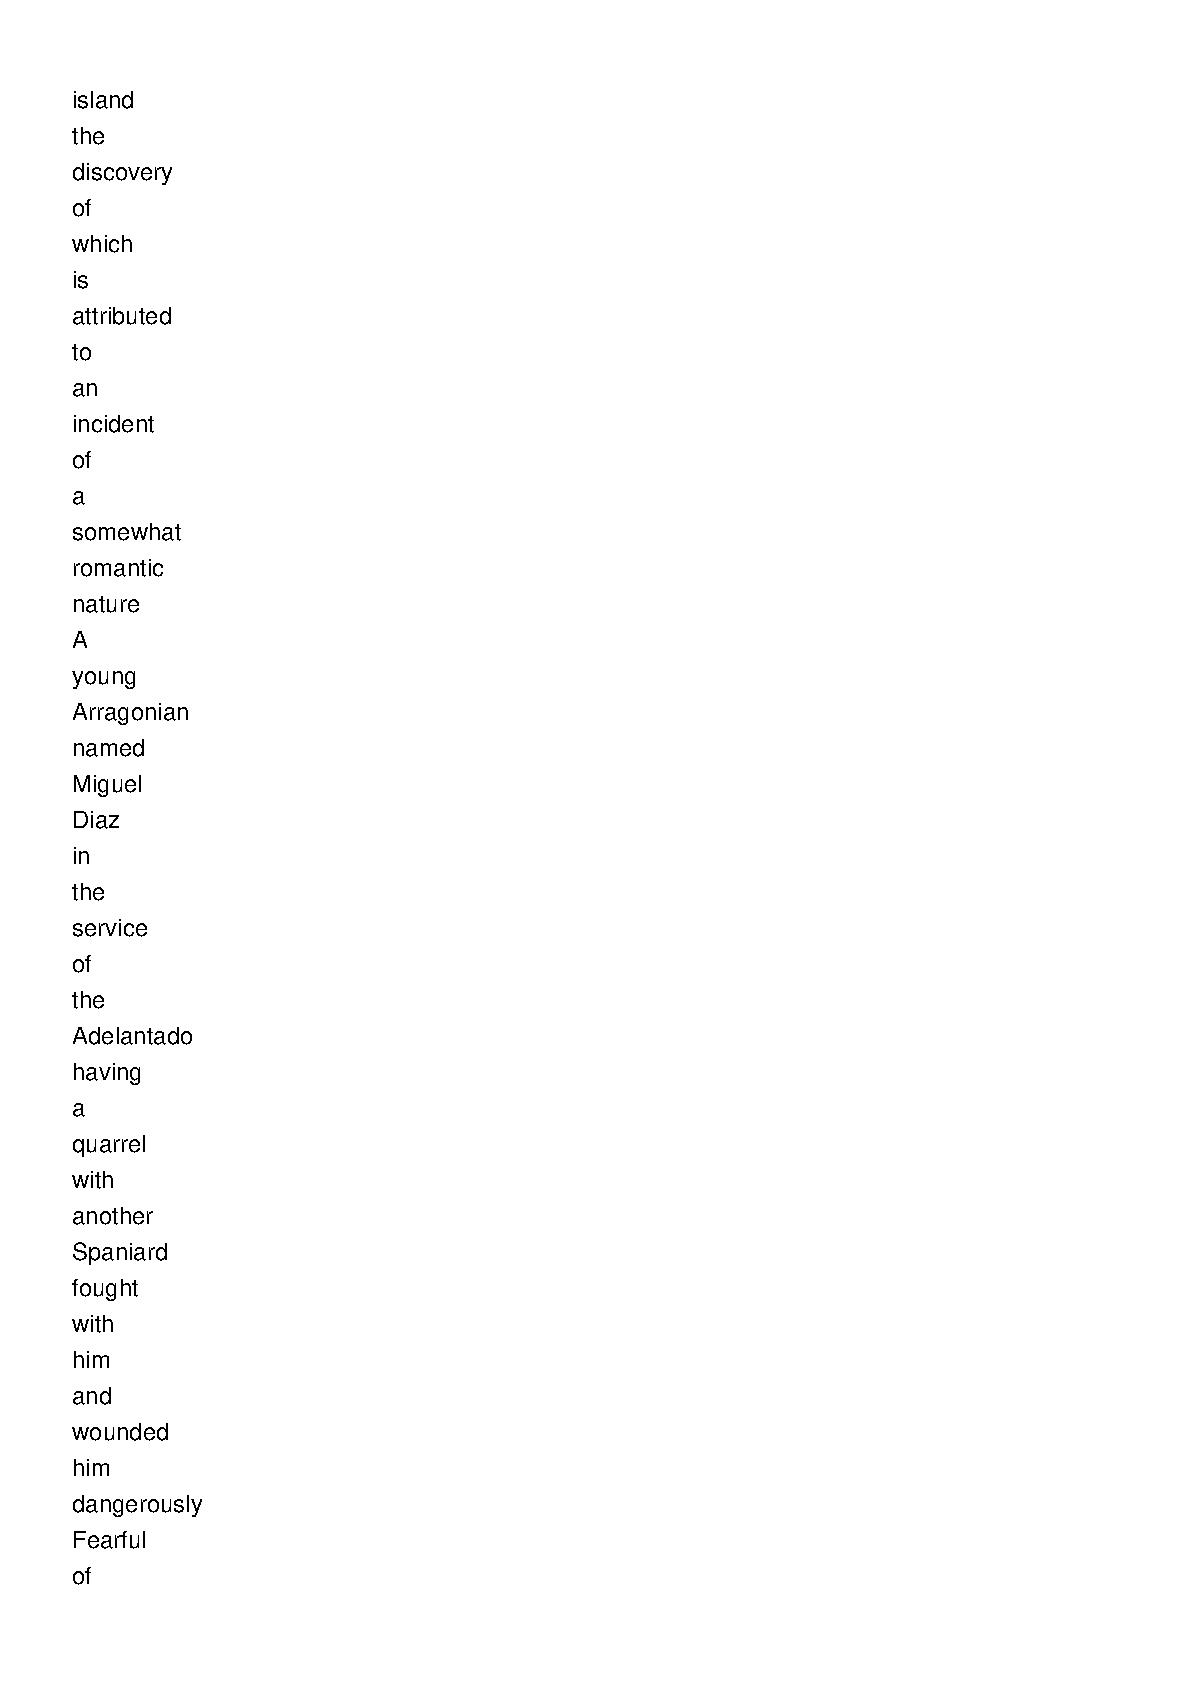 island
the
discovery
of
which
is
attributed
to
an
incident
of
a
somewhat
romantic
nature
A
young
Arragonian
named
Miguel
Diaz
in
the
service
of
the
Adelantado
having
a
quarrel
with
another
Spaniard
fought
with
him
and
wounded
him
dangerously
Fearful
of